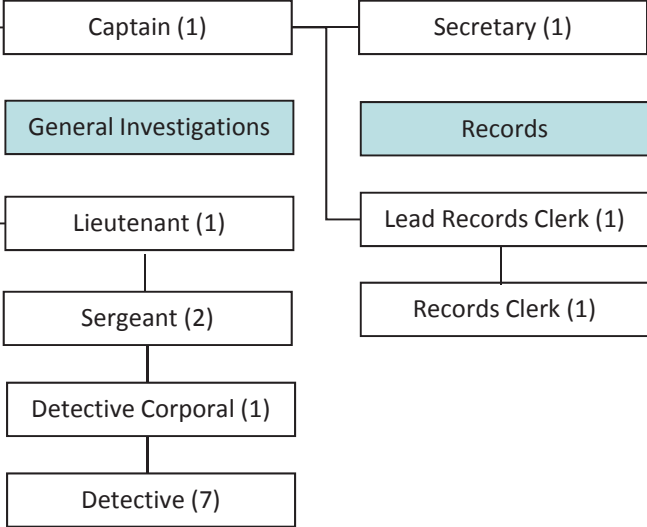 Captain (1)
Secretary (1)
General Investigations
Records
Lieutenant (1)
Lead Records Clerk (1)
Sergeant (2)
Records Clerk (1)
Detective Corporal (1)
Detective (7)